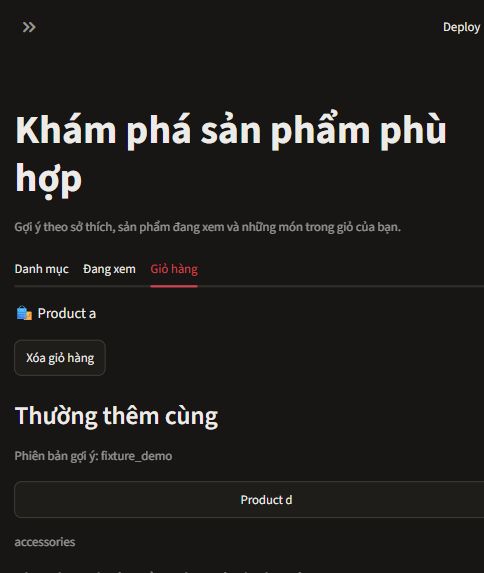 Deploy
Khám phá sản phẩm phù
hợp
Gợi ý theo sở thích, sản phẩm đang xem và những món trong giỏ của bạn.
Danh mục Đang xem Giỏ hàng
🛍️ Product a
Xóa giỏ hàng
Thường thêm cùng
Phiên bản gợi ý: fixture_demo
Product d
accessories